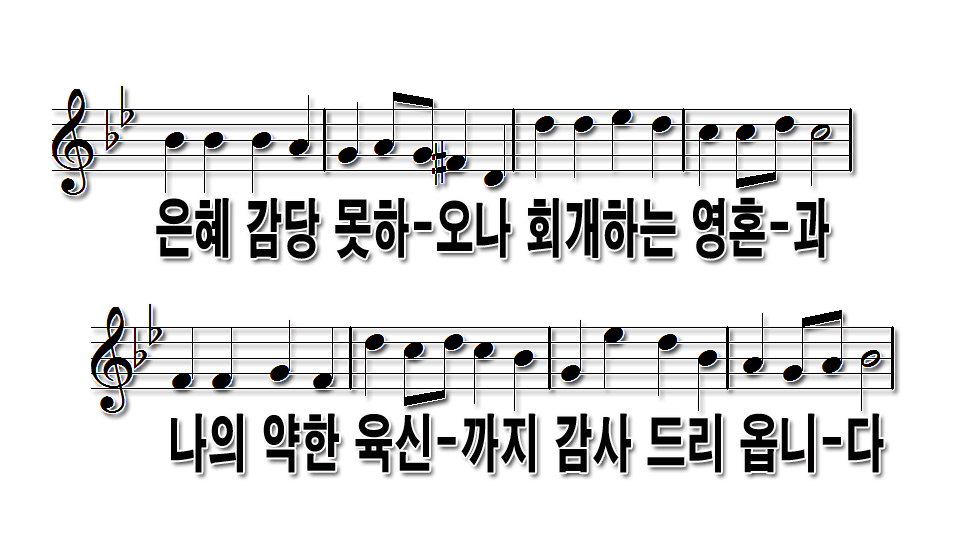 은혜 감당 못하-오나 회개하는 영혼-과
나의 약한 육신-까지 감사 드리 옵니-다